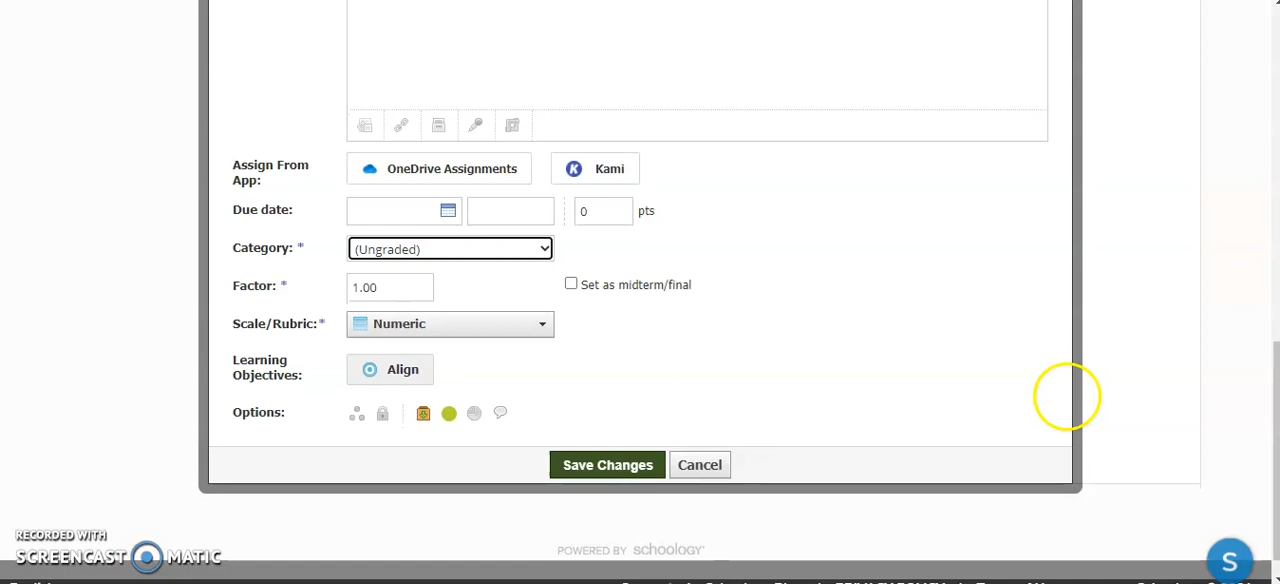 Assign From
App:
OneDrive Assignments
K Kami
Due date:
0 pts
Category: *
(Ungraded)
Factor: *
1.00
Set as midterm/final
Scale/Rubric:*
Numeric
Learning
Objectives:
Align
Options:
Save Changes Cancel
POWERED BY schoology®
RECORDED WITH
SCREENCAST MATIC
S